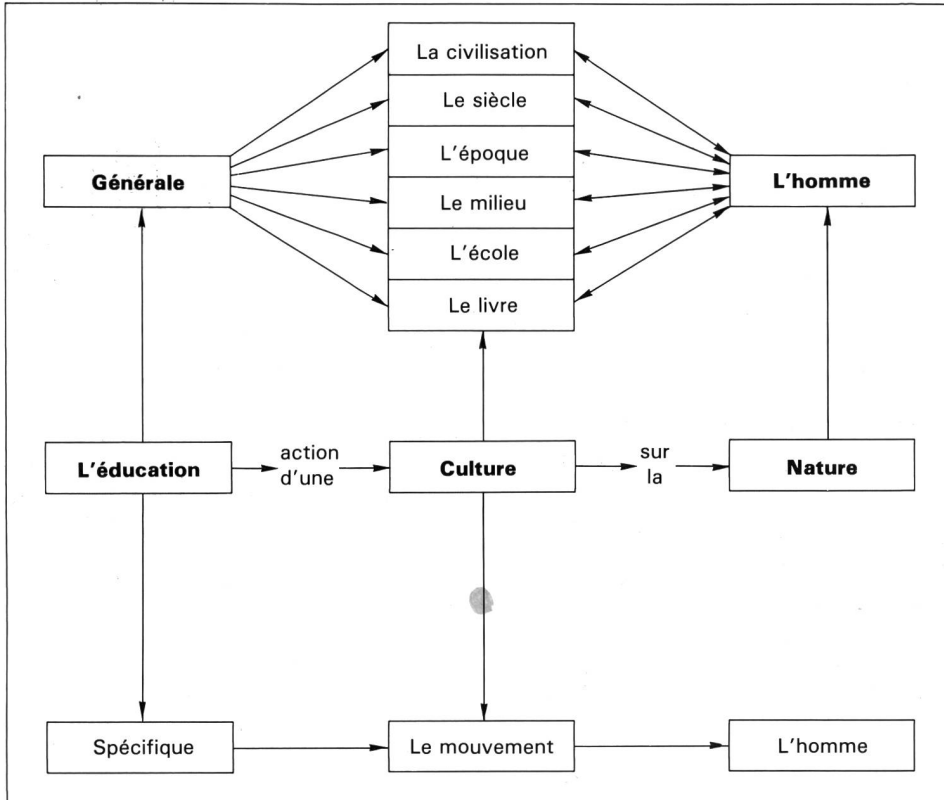 La civilisation
Le siècle
L'époque
Générale
L'homme
Le milieu
L'école
Le livre
L'éducation
action
d'une
Culture
sur
la
Nature
Spécifique
Le mouvement
L'homme